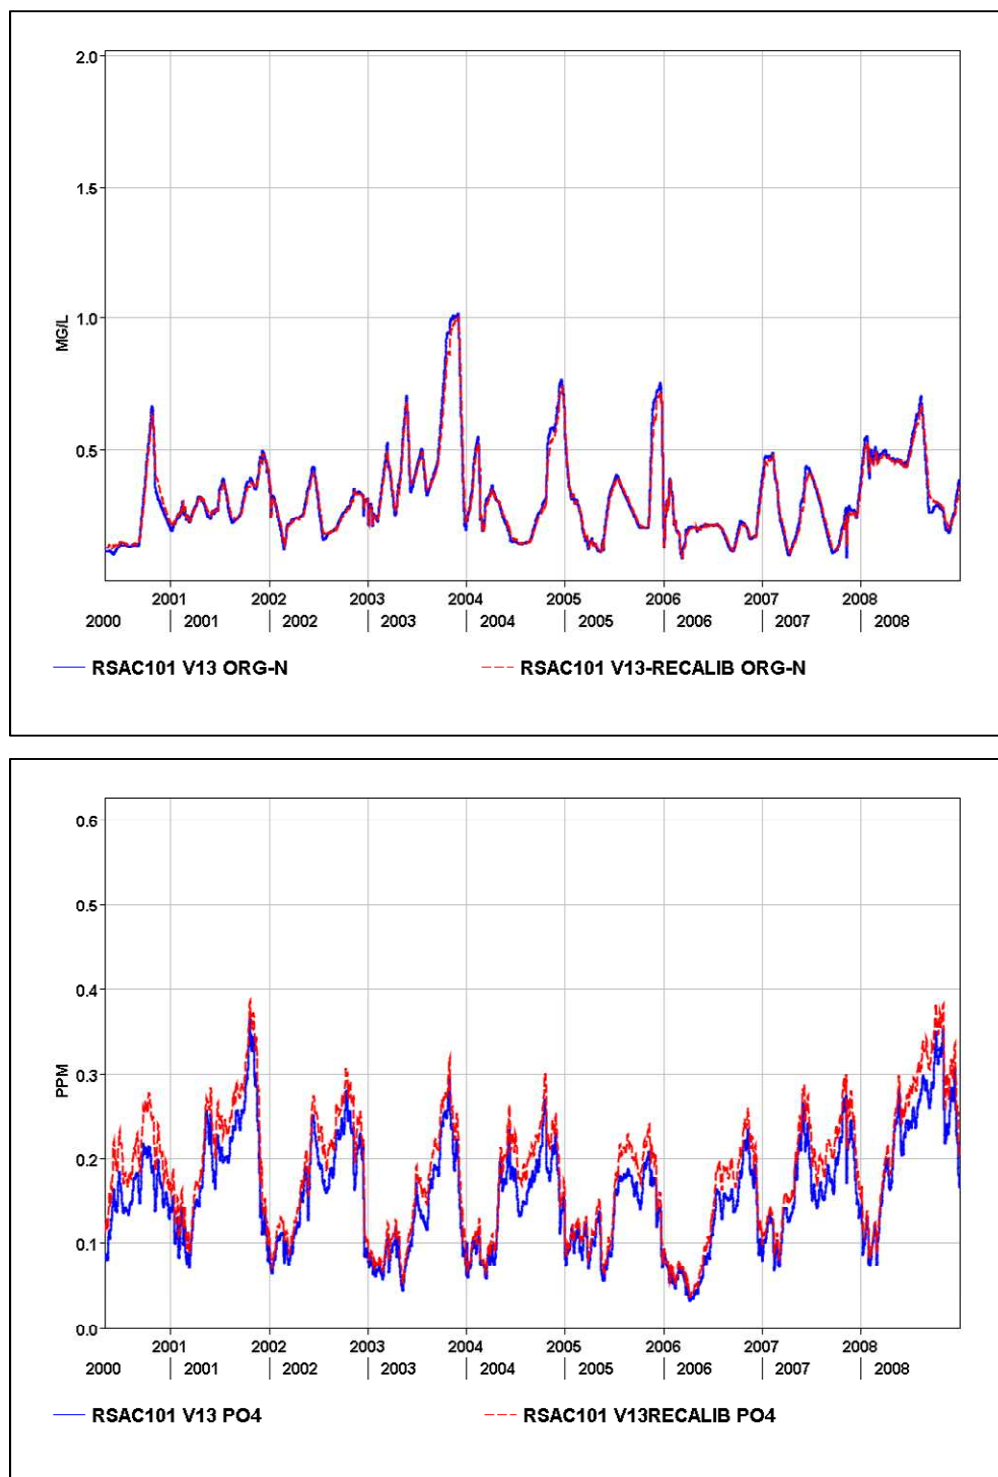 2.0
1.5
1.0
0.5
MG/L
2001 2002 2003 2004 2005 2006 2007 2008
2000 2001 2002 2003 2004 2005 2006 2007 2008
RSAC101 V13 ORG-N RSAC101 V13-RECALIB ORG-N
0.6
0.5
0.4
0.3
0.2
0.1
0.0
PPM
2001 2002 2003 2004 2005 2006 2007 2008
2000 2001 2002 2003 2004 2005 2006 2007 2008
RSAC101 V13 PO4 RSAC101 V13RECALIB PO4